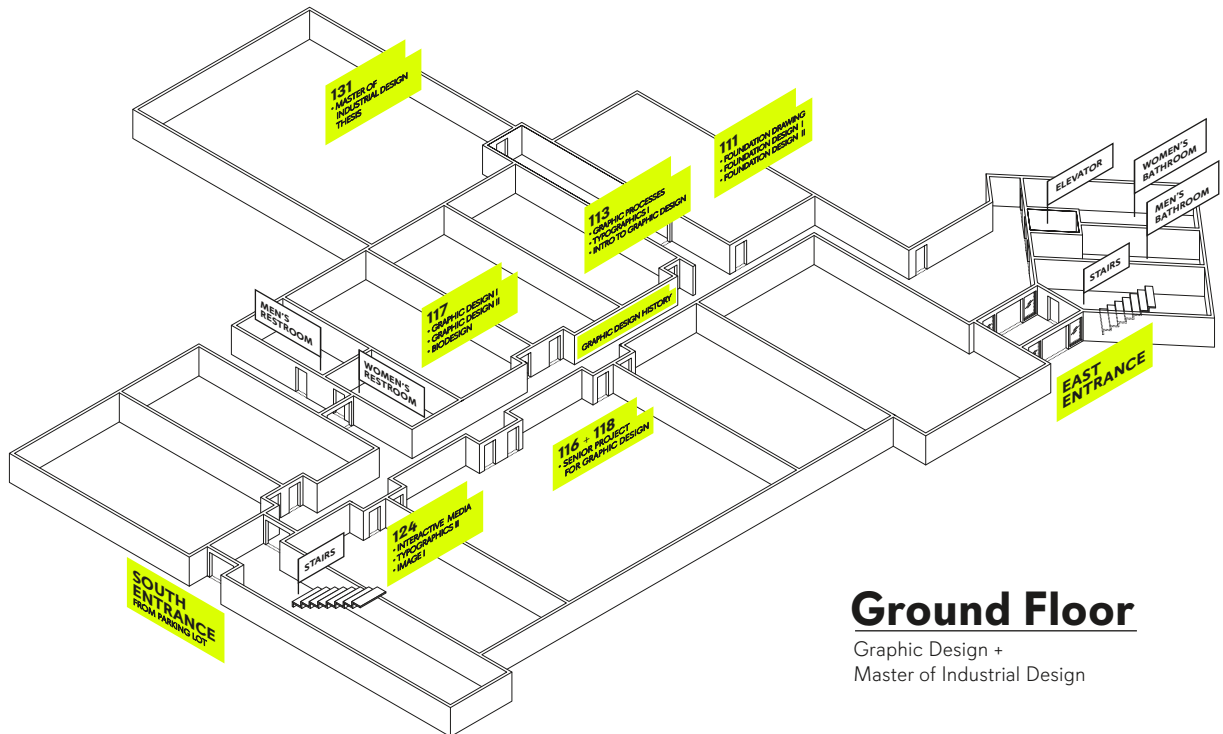 131
• MASTER OF
INDUSTRIAL DESIGN
THESIS
111
• FOUNDATION DRAWING
• FOUNDATION DESIGN I
• FOUNDATION DESIGN II
ELEVATOR
WOMEN'S
BATHROOM
MEN'S
BATHROOM
STAIRS
113
• GRAPHIC PROCESSES
• TYPOGRAPHICS I
• INTRO TO GRAPHIC DESIGN
117
• GRAPHIC DESIGN I
• GRAPHIC DESIGN II
• BIODESIGN
GRAPHIC DESIGN HISTORY
MEN'S
RESTROOM
WOMEN'S
RESTROOM
EAST
ENTRANCE
116 + 118
• SENIOR PROJECT
FOR GRAPHIC DESIGN
124
• INTERACTIVE MEDIA
• TYPOGRAPHICS II
• IMAGE I
STAIRS
SOUTH
ENTRANCE
FROM PARKING LOT
Ground Floor
Graphic Design +
Master of Industrial Design